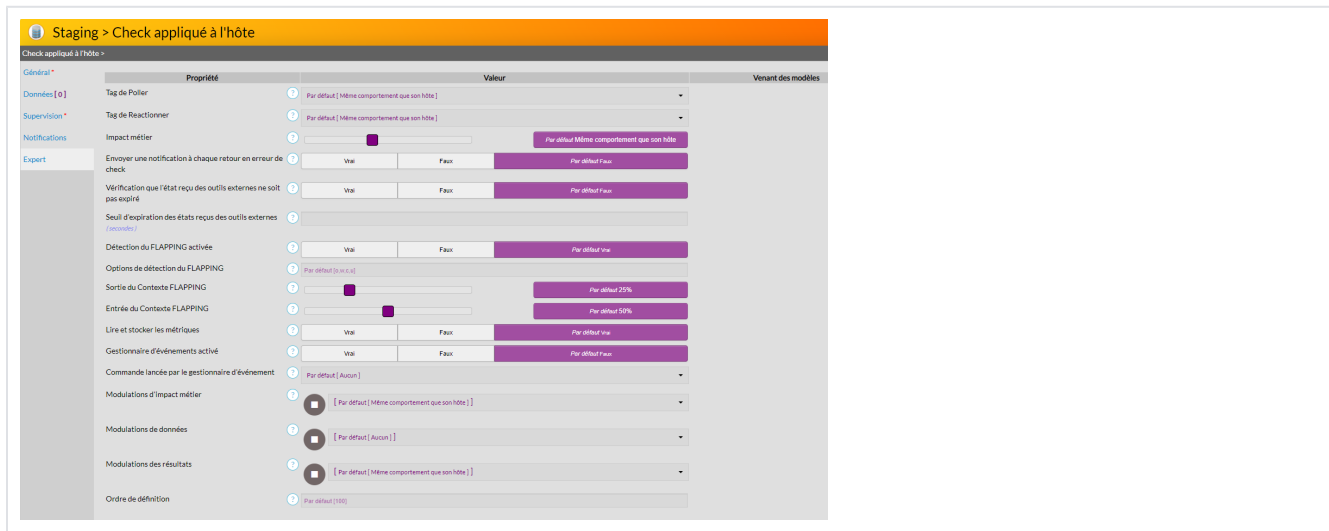 Staging > Check appliqué à l'hôte
Check appliqué à l'hôte >
Général *
Données [ 0 ]
Supervision *
Notifications
Expert
Propriété Valeur Venant des modèles
Tag de Poller ? Par défaut [ Même comportement que son hôte ]
Tag de Reactionner ? Par défaut [ Même comportement que son hôte ]
Impact métier ? Par défaut Même comportement que son hôte
Envoyer une notification à chaque retour en erreur de ? Vrai Faux Par défaut Faux
check
Vérification que l'état reçu des outils externes ne soit ? Vrai Faux Par défaut Faux
pas expiré
Seuil d'expiration des états reçus des outils externes ?
( secondes )
Détection du FLAPPING activée ? Vrai Faux Par défaut Vrai
Options de détection du FLAPPING ? Par défaut [o,w,c,u]
Sortie du Contexte FLAPPING ? Par défaut 25%
Entrée du Contexte FLAPPING ? Par défaut 50%
Lire et stocker les métriques ? Vrai Faux Par défaut Vrai
Gestionnaire d'événements activé ? Vrai Faux Par défaut Faux
Commande lancée par le gestionnaire d'événement ? Par défaut [ Aucun ]
Modulations d'impact métier ? [ Par défaut [ Même comportement que son hôte ] ]
Modulations de données ? [ Par défaut [ Aucun ] ]
Modulations des résultats ? [ Par défaut [ Même comportement que son hôte ] ]
Ordre de définition ? Par défaut [100]